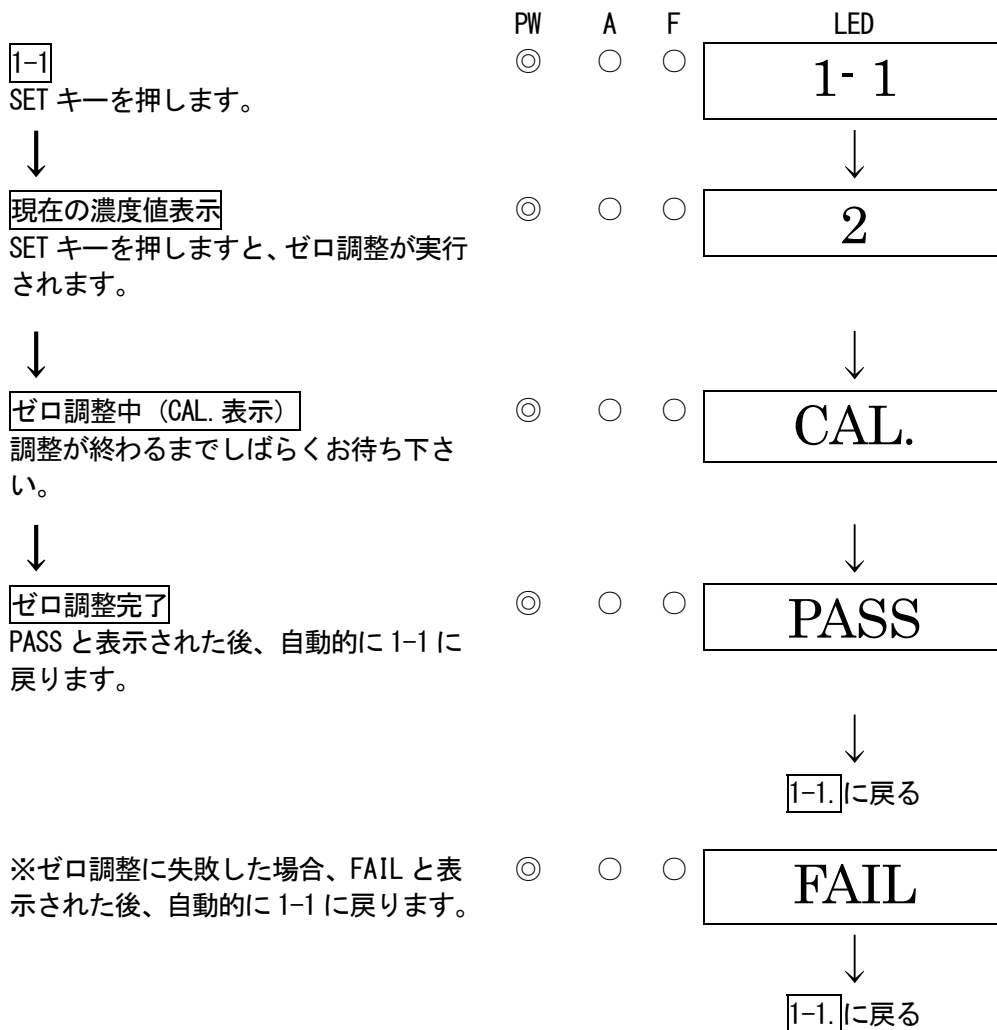 PW A F LED
1-1 ◎ ○ ○ 1- 1
SET キーを押します。
↓ ↓
現在の濃度値表示 ◎ ○ ○ 2
SET キーを押しますと、ゼロ調整が実行
されます。
↓ ↓
ゼロ調整中（CAL.表示） ◎ ○ ○ CAL.
調整が終わるまでしばらくお待ち下さ
い。
↓ ↓
ゼロ調整完了 ◎ ○ ○ PASS
PASS と表示された後、自動的に 1-1 に
戻ります。
↓
1-1.に戻る
※ゼロ調整に失敗した場合、FAIL と表 ◎ ○ ○ FAIL
示された後、自動的に 1-1 に戻ります。
↓
1-1.に戻る